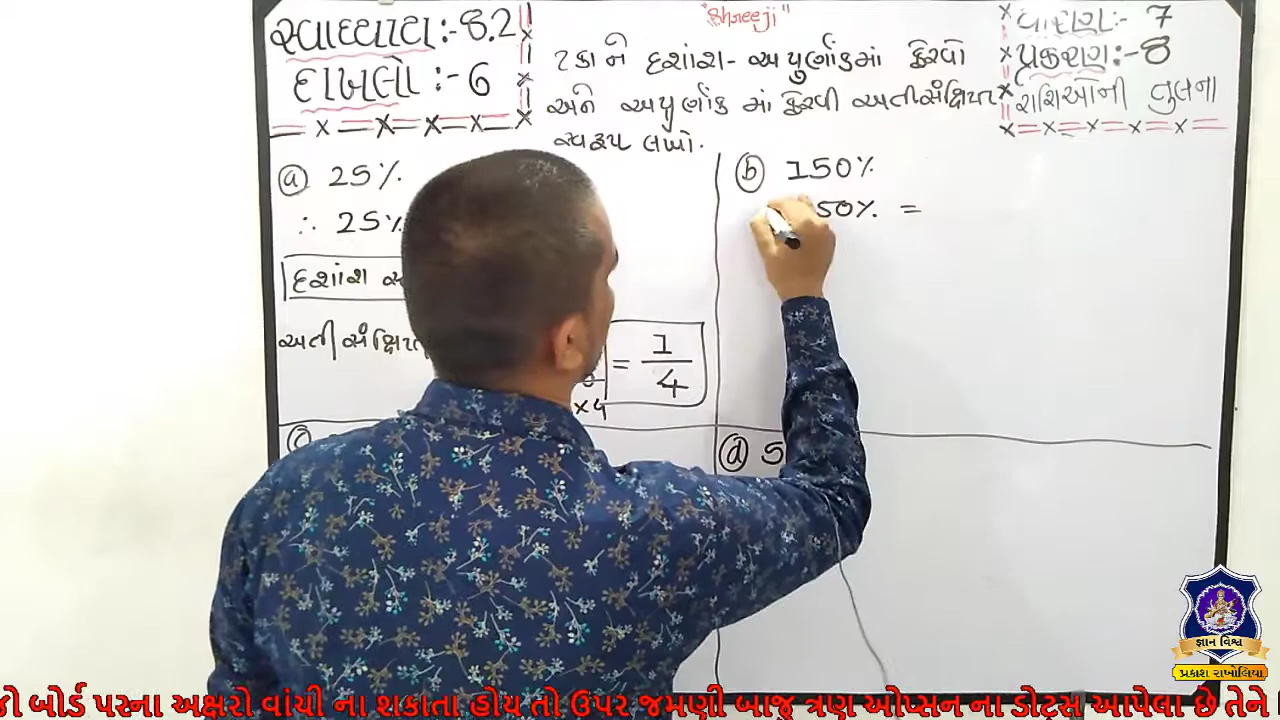 સ્વાધ્યાય :- 8.2
દાખલો :- 6
"Shreeji"
ટકા ને દશાંશ - અપુર્ણાંકમાં ફેરવો
અને અપુર્ણાંક માં ફેરવી અતીસંક્ષિપ્ત
સ્વરૂપ લખો.
ધોરણ :- 7
પ્રકરણ :- 8
રાશિઓની તુલના
ⓐ 25%
∴ 25%
દશાંશ સ્વ
અતી સંક્ષિપ્ત
= 1/4
×4
ⓑ 150%
50% =
ⓓ 5
જ્ઞાન વિશ્વ
પ્રકાશ રાખોલિયા
જો બોર્ડ પરના અક્ષરો વાંચી ના શકાતા હોય તો ઉપર જમણી બાજુ ત્રણ ઓપ્સન ના ડોટ્સ આપેલા છે તેને